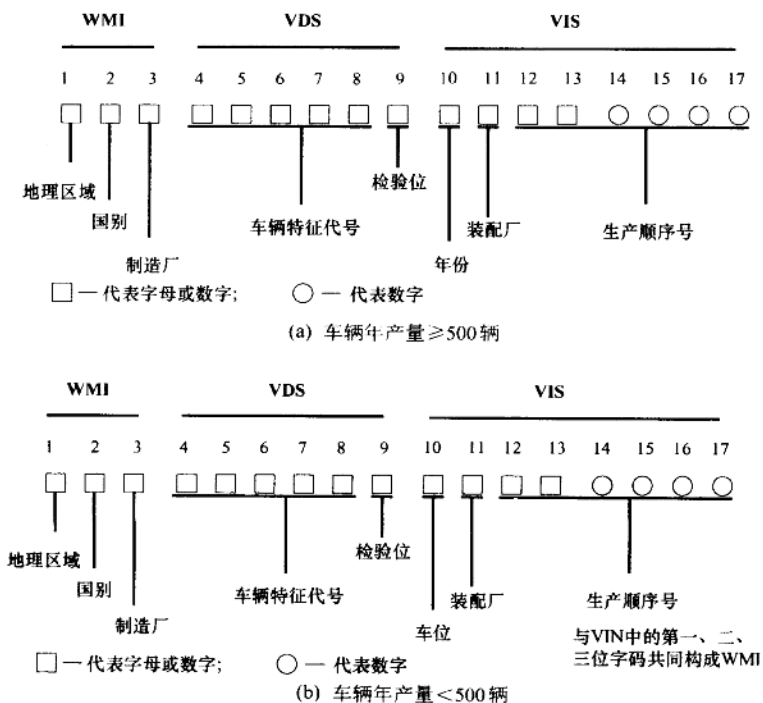 WMI VDS VIS
1 2 3 4 5 6 7 8 9 10 11 12 13 14 15 16 17
地理区域
国别
制造厂
车辆特征代号
检验位
年份
装配厂
生产顺序号
— 代表字母或数字;
— 代表数字
(a) 车辆年产量≥500辆
WMI VDS VIS
1 2 3 4 5 6 7 8 9 10 11 12 13 14 15 16 17
地理区域
国别
制造厂
车辆特征代号
检验位
车位
装配厂
生产顺序号
与VIN中的第一、二、
三位字码共同构成WMI
— 代表字母或数字;
— 代表数字
(b) 车辆年产量<500辆